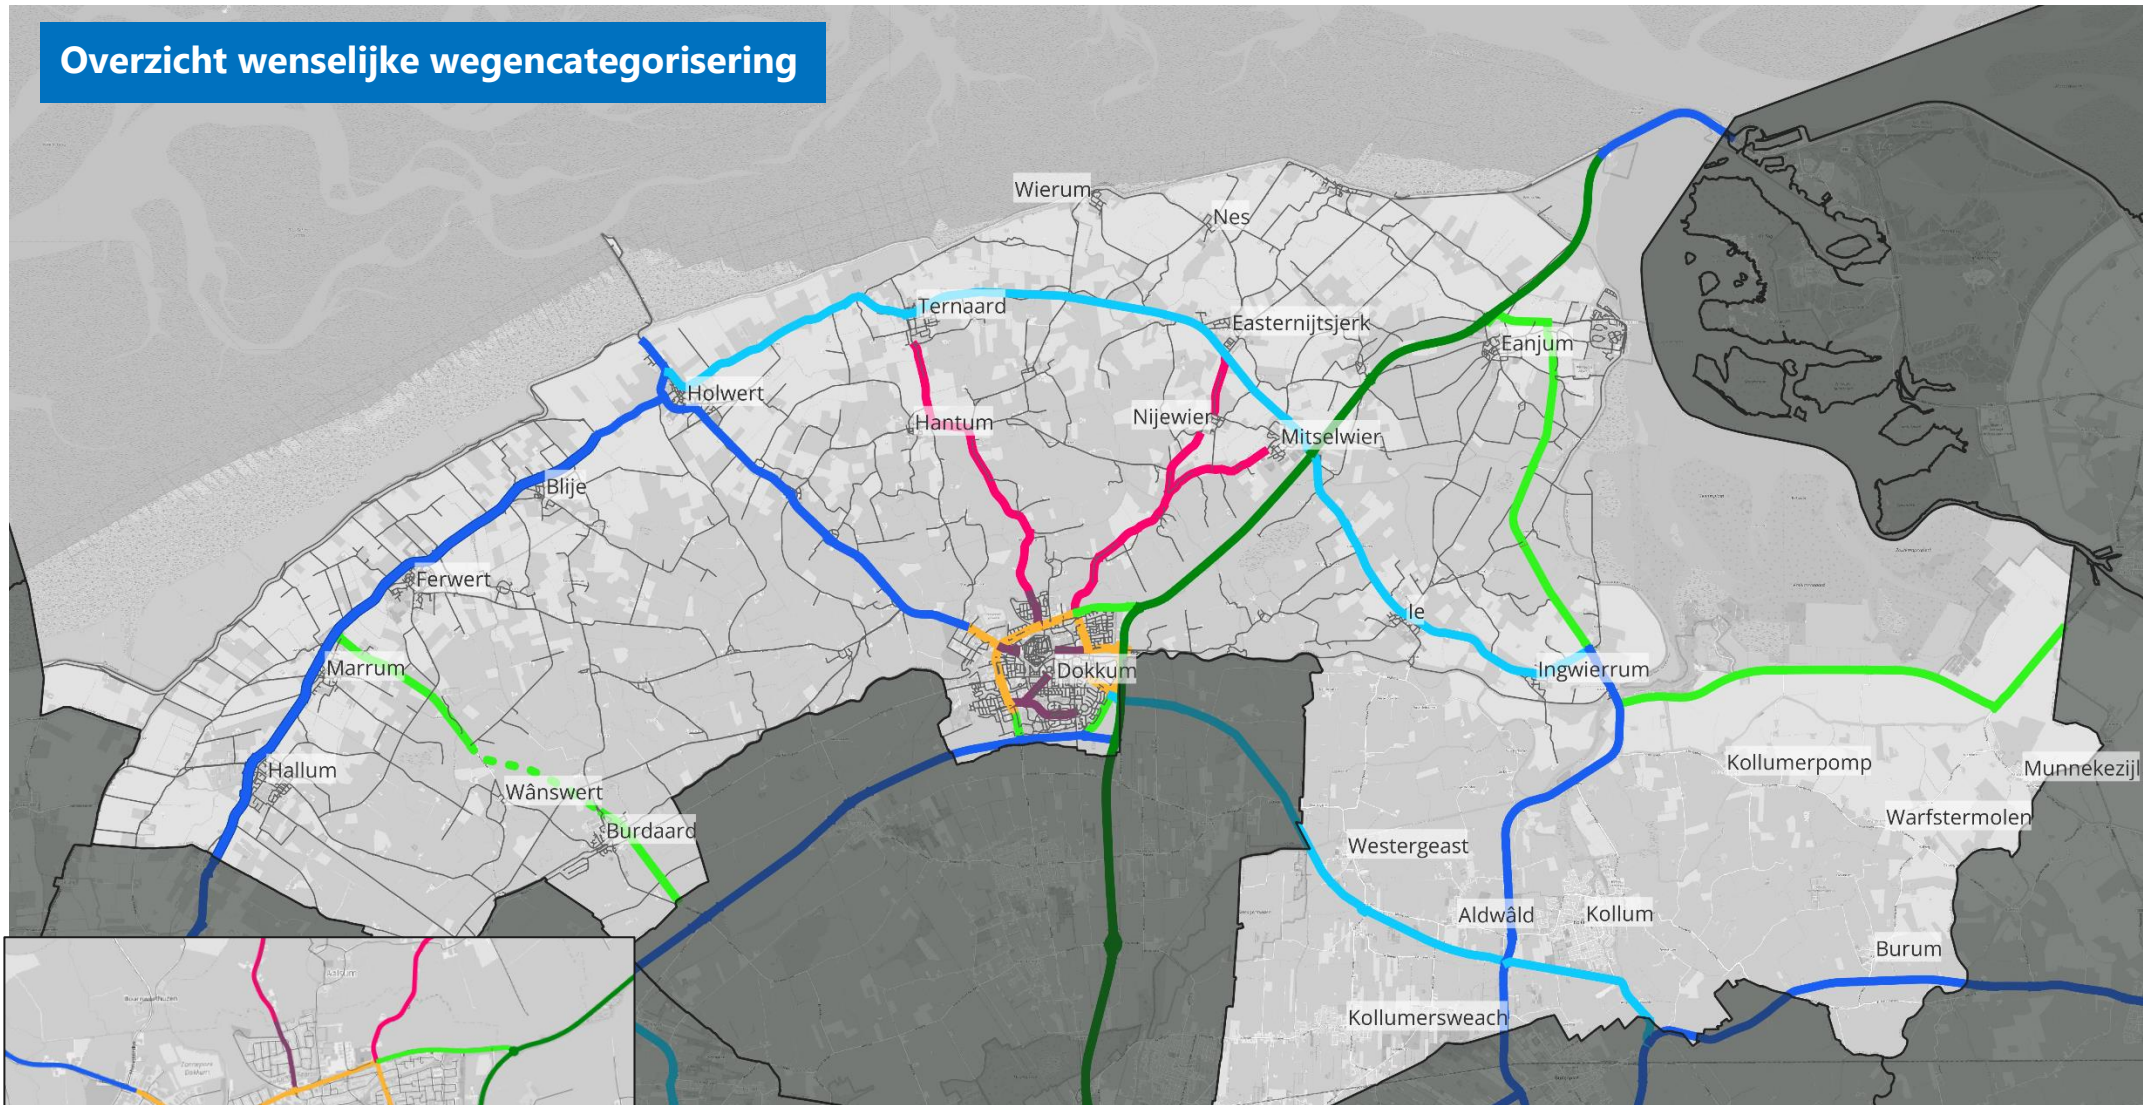 Overzicht wenselijke wegencategorisering
Wierum
Nes
Ternaard
Easternijtsjerk
Eanjum
Holwert
Hantum
Nijewier
Mitselwier
Blije
Ferwert
Ie
Marrum
Dokkum
Ingwierrum
Hallum
Wânswert
Kollumerpomp
Munnekezijl
Burdaard
Warfstermolen
Westergeast
Aldwâld
Kollum
Burum
Kollumersweach